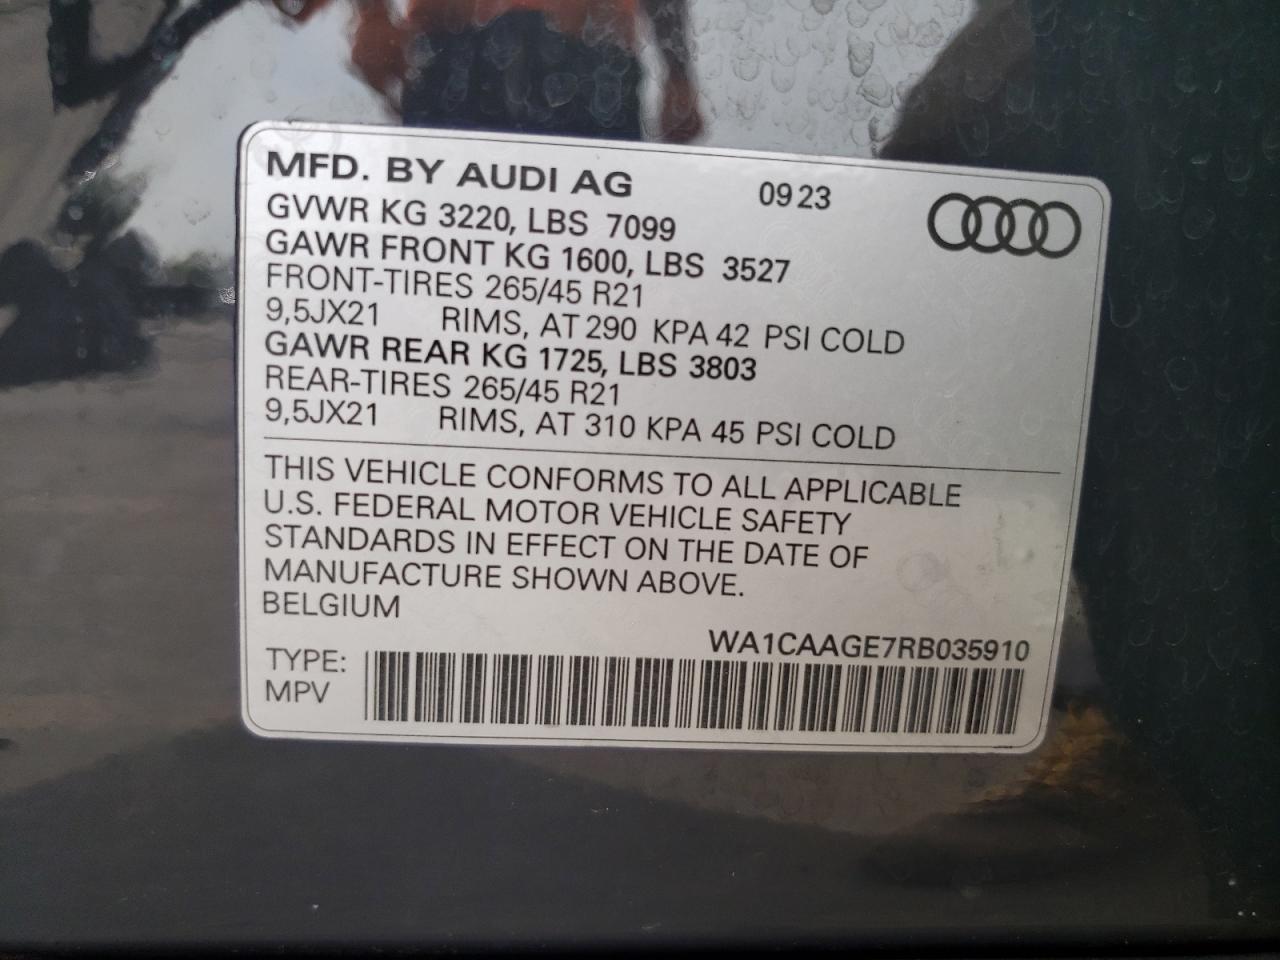 MFD. BY AUDI AG 09 23
GVWR KG 3220, LBS 7099
GAWR FRONT KG 1600, LBS 3527
FRONT-TIRES 265/45 R21
9,5JX21 RIMS, AT 290 KPA 42 PSI COLD
GAWR REAR KG 1725, LBS 3803
REAR-TIRES 265/45 R21
9,5JX21 RIMS, AT 310 KPA 45 PSI COLD
THIS VEHICLE CONFORMS TO ALL APPLICABLE
U.S. FEDERAL MOTOR VEHICLE SAFETY
STANDARDS IN EFFECT ON THE DATE OF
MANUFACTURE SHOWN ABOVE.
BELGIUM
WA1CAAGE7RB035910
TYPE:
MPV